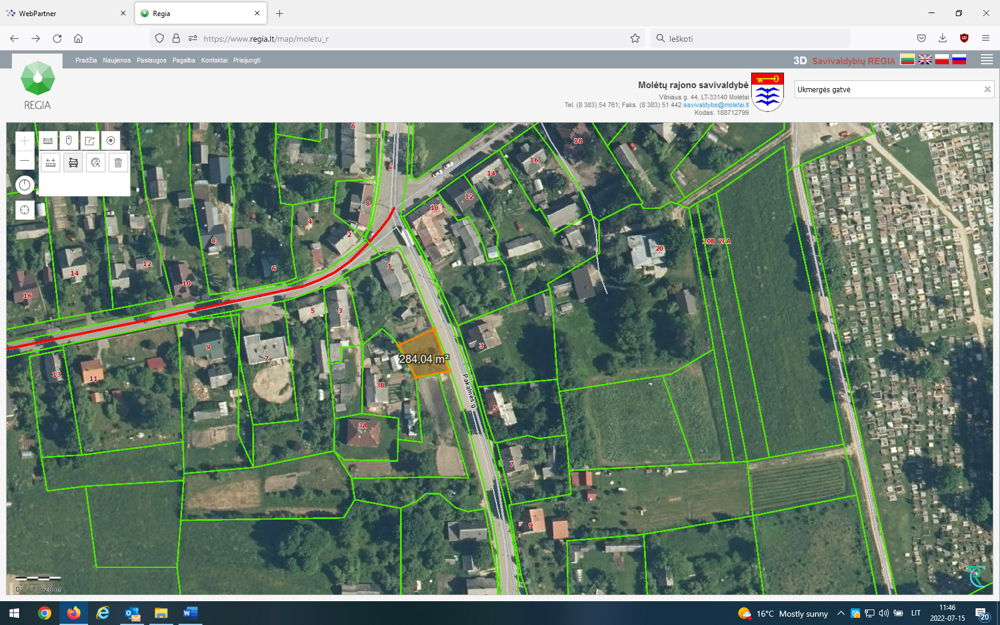 WebPartner
Regia
https://www.regia.lt/map/moletu_r
Ieškoti
Pradžia Naujienos Paslaugos Pagalba Kontaktai Prisijungti
3D Savivaldybių REGIA
REGIA
Molėtų rajono savivaldybė
Vilniaus g. 44, LT-33140 Molėtai
Tel. (8 383) 54 761; Faks. (8 383) 51 442 savivaldybe@moletai.lt
Kodas: 188712799
Ukmergės gatvė
6
18
16
14
12
8
10
4
2
8
20B 20A
20
12
1
6
14
10
16
5
3
9
3
7
284,04 m²
13
11
3B
Pakalnės g.
5
3A
7
9
0 20 m
16°C Mostly sunny
LIT
11:46
2022-07-15
20